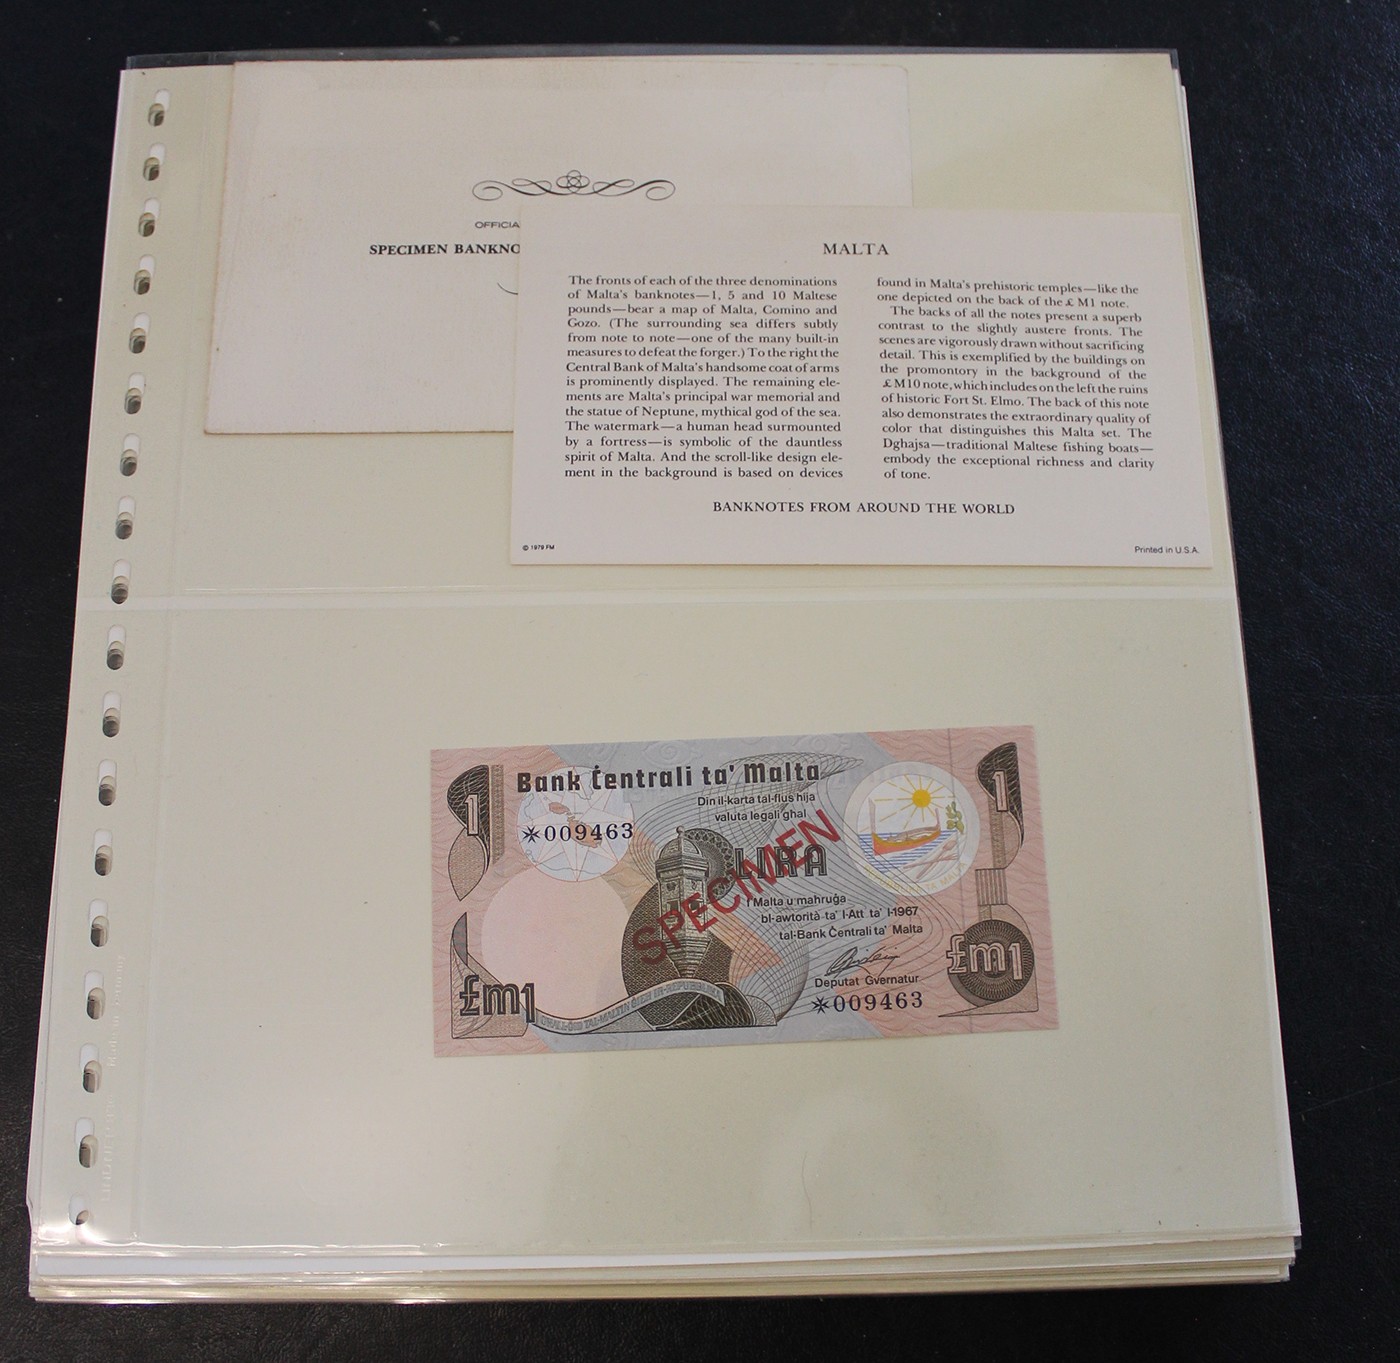 OFFICIA
SPECIMEN BANKNO
MALTA
The fronts of each of the three denominations
of Malta's banknotes—1, 5 and 10 Maltese
pounds—bear a map of Malta, Comino and
Gozo. (The surrounding sea differs subtly
from note to note—one of the many built-in
measures to defeat the forger.) To the right the
Central Bank of Malta's handsome coat of arms
is prominently displayed. The remaining ele-
ments are Malta's principal war memorial and
the statue of Neptune, mythical god of the sea.
The watermark—a human head surmounted
by a fortress—is symbolic of the dauntless
spirit of Malta. And the scroll-like design ele-
ment in the background is based on devices
found in Malta's prehistoric temples—like the
one depicted on the back of the £M1 note.
The backs of all the notes present a superb
contrast to the slightly austere fronts. The
scenes are vigorously drawn without sacrificing
detail. This is exemplified by the buildings on
the promontory in the background of the
£M10 note, which includes on the left the ruins
of historic Fort St. Elmo. The back of this note
also demonstrates the extraordinary quality of
color that distinguishes this Malta set. The
Dghajsa—traditional Maltese fishing boats—
embody the exceptional richness and clarity
of tone.
BANKNOTES FROM AROUND THE WORLD
© 1979 FM
Printed in U.S.A.
Bank Ċentrali ta' Malta
1
1
Din il-karta tal-flus hija
valuta legali għal
*009463
LIRA
SPECIMEN
f'Malta u maħruġa
bl-awtorità ta' l-Att ta' l-1967
tal-Bank Ċentrali ta' Malta
Deputat Gvernatur
*009463
£m1
£m1